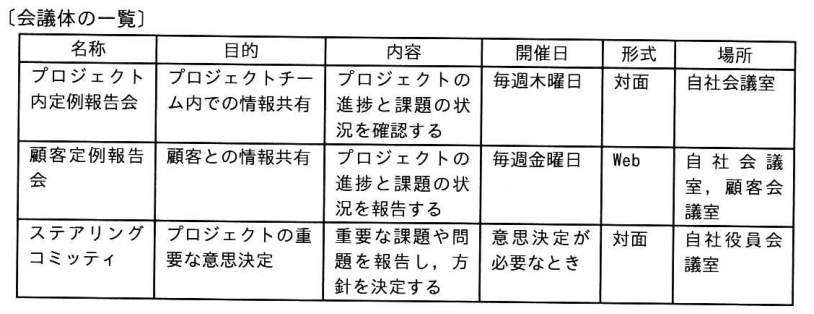 〔会議体の一覧〕
名称 目的 内容 開催日 形式 場所
プロジェクト プロジェクトチー プロジェクトの 毎週木曜日 対面 自社会議室
内定例報告会 ム内での情報共有 進捗と課題の状
況を確認する
顧客定例報告 顧客との情報共有 プロジェクトの 毎週金曜日 Web 自社会議
会 進捗と課題の状 室，顧客会
況を報告する 議室
ステアリング プロジェクトの重 重要な課題や問 意思決定が 対面 自社役員会
コミッティ 要な意思決定 題を報告し，方 必要なとき 議室
針を決定する